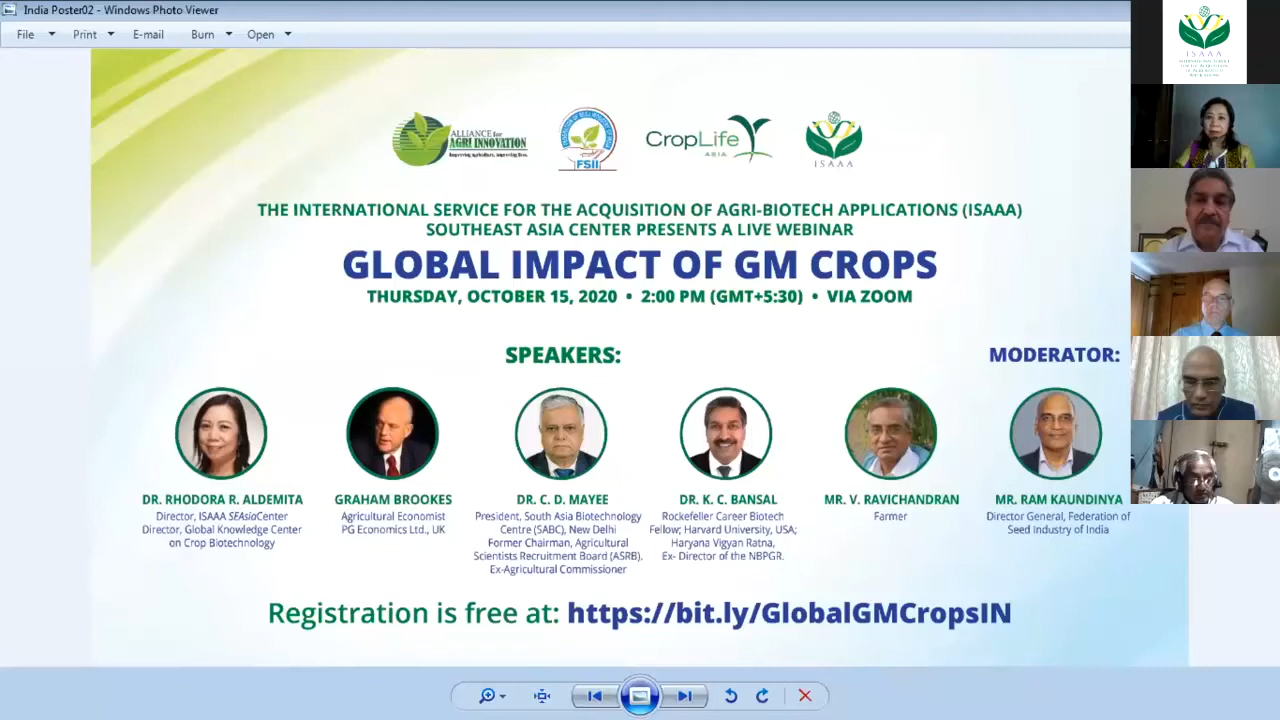 India Poster02 - Windows Photo Viewer
File Print E-mail Burn Open
ALLIANCE for
AGRI INNOVATION
Improving agriculture, improving lives.
FSII
CropLife
ASIA
ISAAA
ISAAA
THE INTERNATIONAL SERVICE FOR THE ACQUISITION OF AGRI-BIOTECH APPLICATIONS (ISAAA)
SOUTHEAST ASIA CENTER PRESENTS A LIVE WEBINAR
GLOBAL IMPACT OF GM CROPS
THURSDAY, OCTOBER 15, 2020 • 2:00 PM (GMT+5:30) • VIA ZOOM
SPEAKERS:
MODERATOR:
DR. RHODORA R. ALDEMITA
Director, ISAAA SEAsiaCenter
Director, Global Knowledge Center
on Crop Biotechnology
GRAHAM BROOKES
Agricultural Economist
PG Economics Ltd., UK
DR. C. D. MAYEE
President, South Asia Biotechnology
Centre (SABC), New Delhi
Former Chairman, Agricultural
Scientists Recruitment Board (ASRB),
Ex-Agricultural Commissioner
DR. K. C. BANSAL
Rockefeller Career Biotech
Fellow; Harvard University, USA;
Haryana Vigyan Ratna,
Ex- Director of the NBPGR.
MR. V. RAVICHANDRAN
Farmer
MR. RAM KAUNDINYA
Director General, Federation of
Seed Industry of India
Registration is free at: https://bit.ly/GlobalGMCropsIN